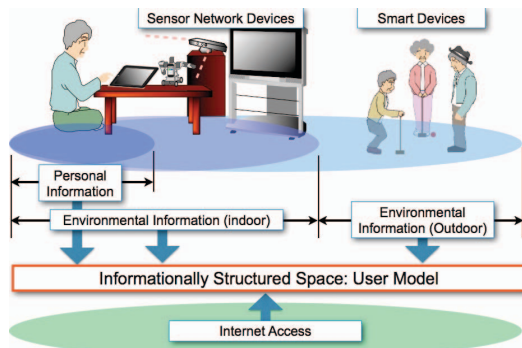 Sensor Network Devices
Smart Devices
Personal
Information
Environmental Information (indoor)
Environmental
Information (Outdoor)
Informationally Structured Space: User Model
Internet Access